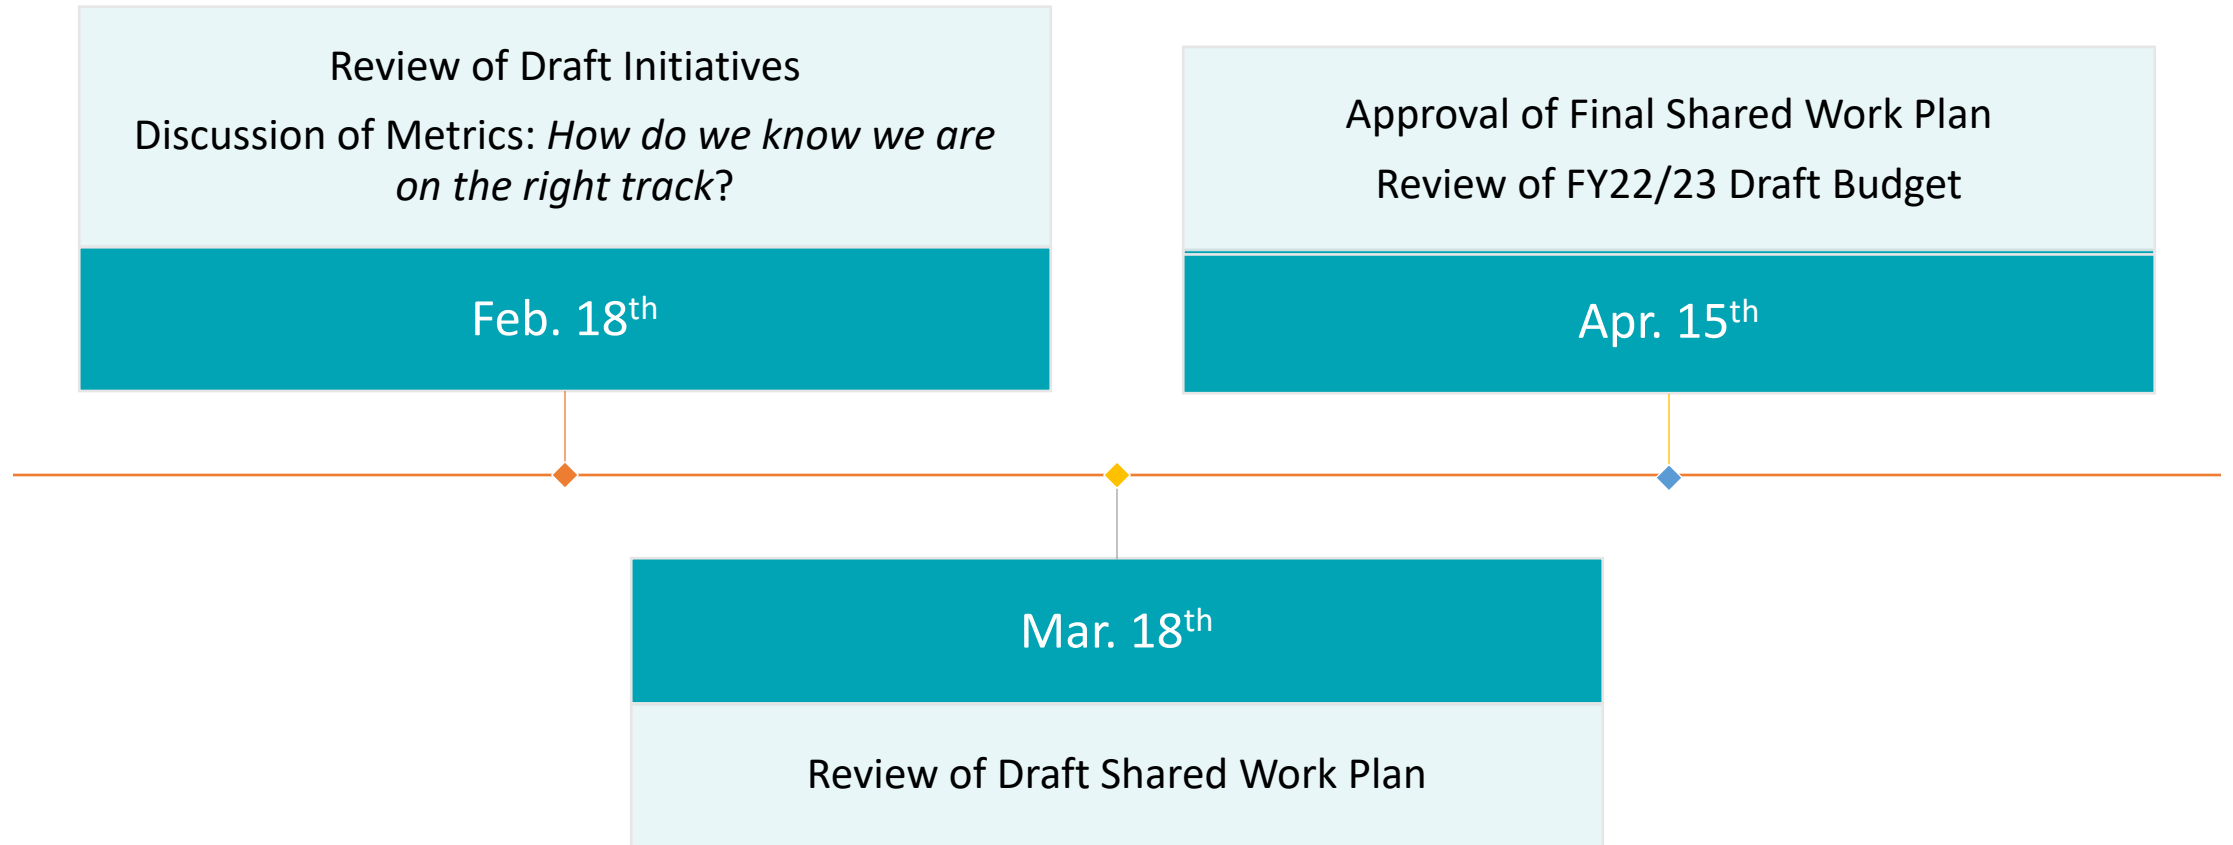 Review of Draft Initiatives
Discussion of Metrics: How do we know we are
on the right track?
Feb. 18th
Approval of Final Shared Work Plan
Review of FY22/23 Draft Budget
Apr. 15th
Mar. 18th
Review of Draft Shared Work Plan